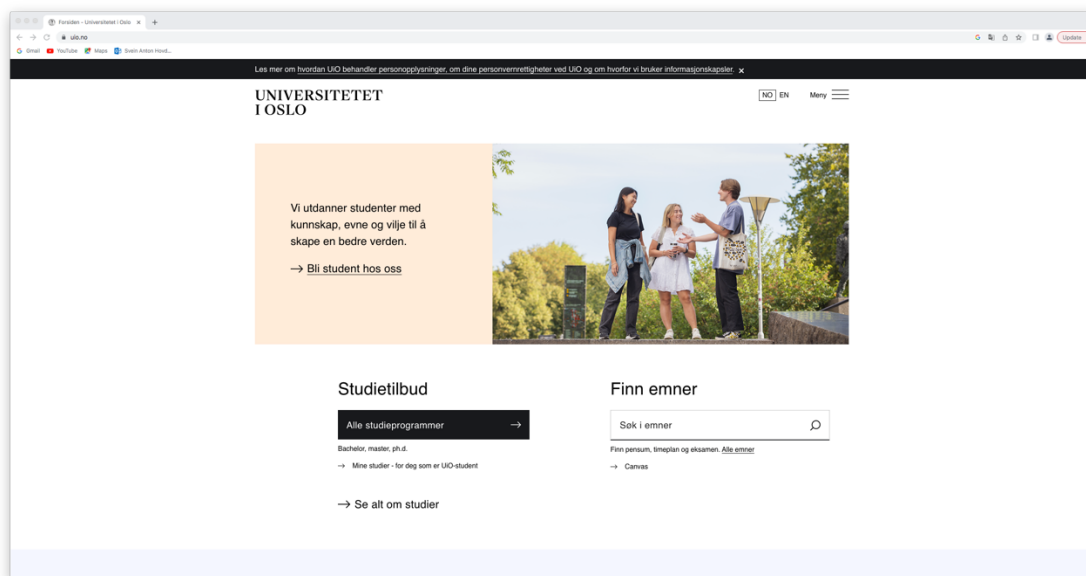 Forsiden - Universitetet i Oslo
uio.no
Update
Gmail
YouTube
Maps
Svein Anton Hovd...
Les mer om hvordan UiO behandler personopplysninger, om dine personvernrettigheter ved UiO og om hvorfor vi bruker informasjonskapsler.
UNIVERSITETET
I OSLO
NO EN Meny
Vi utdanner studenter med
kunnskap, evne og vilje til å
skape en bedre verden.
→ Bli student hos oss
Studietilbud
Alle studieprogrammer →
Bachelor, master, ph.d.
→ Mine studier - for deg som er UiO-student
→ Se alt om studier
Finn emner
Søk i emner
Finn pensum, timeplan og eksamen. Alle emner
→ Canvas